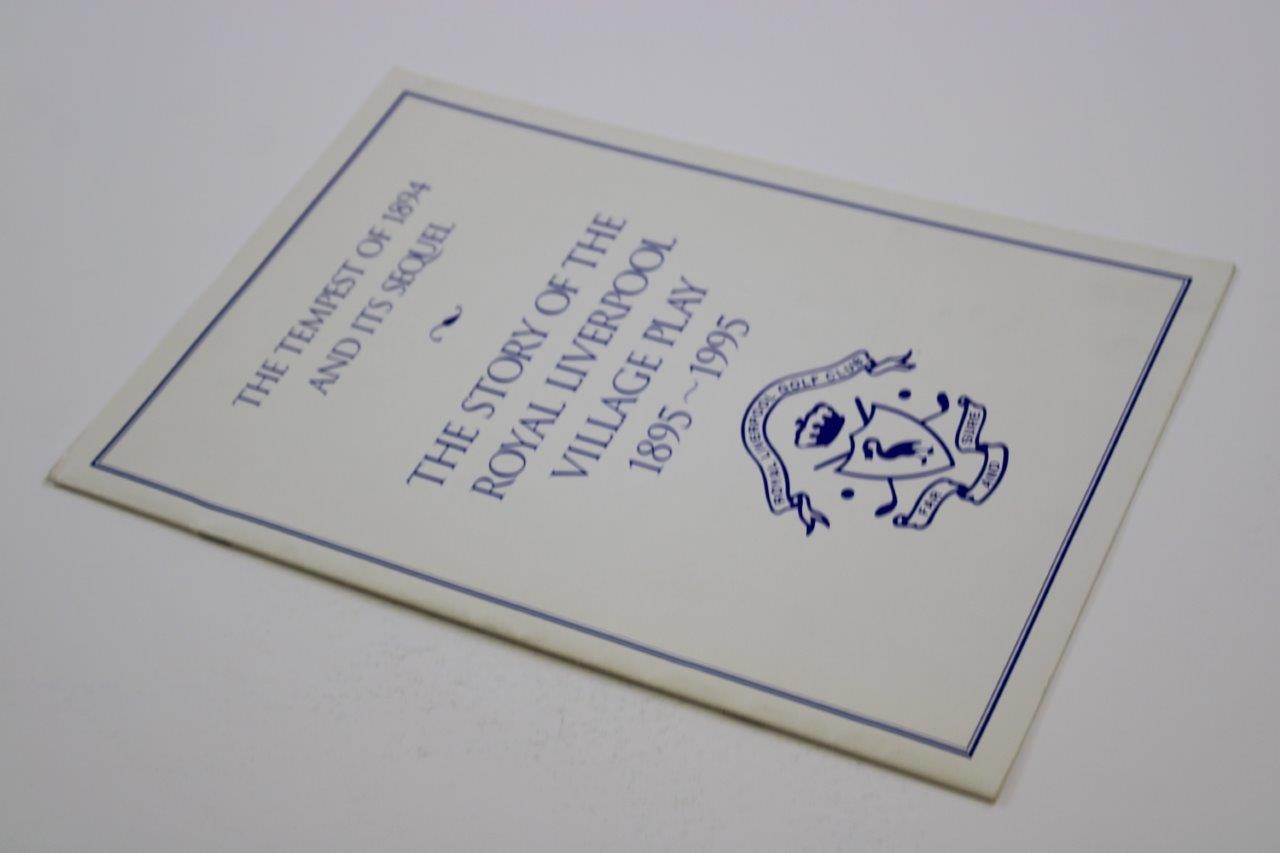 THE TEMPEST OF 1894
AND ITS SEQUEL
THE STORY OF THE
ROYAL LIVERPOOL
VILLAGE PLAY
1895~1995
ROYAL LIVERPOOL GOLF CLUB
FAR AND SURE